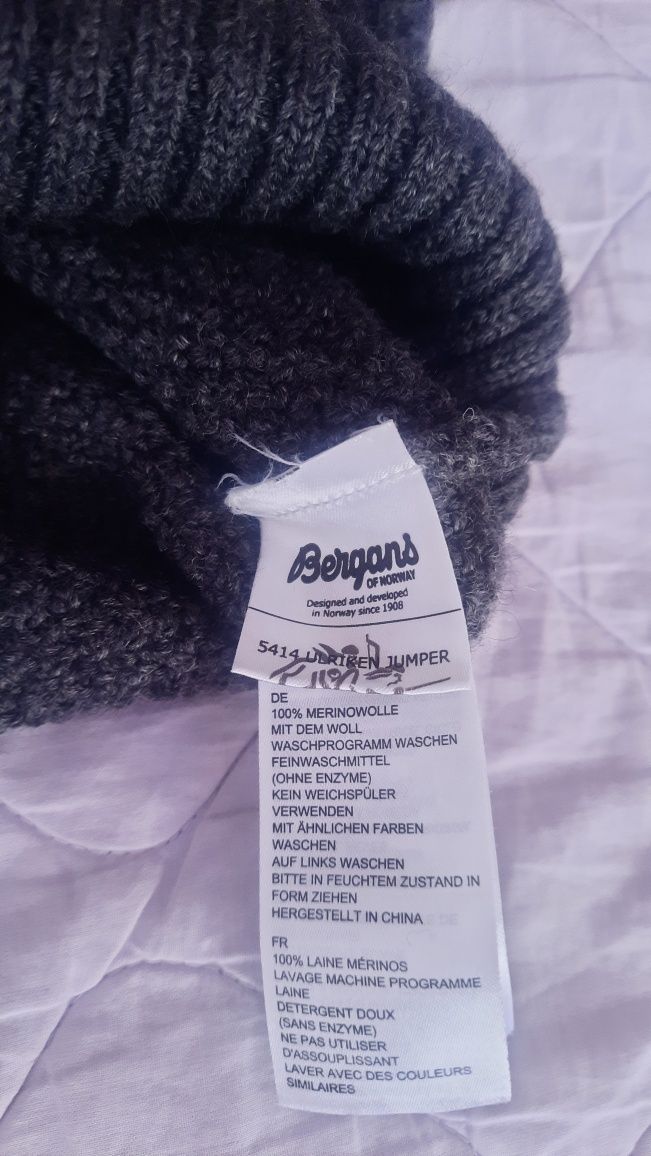 Bergans
OF NORWAY
Designed and developed
in Norway since 1908
5414 ULRIKEN JUMPER
DE
100% MERINOWOLLE
MIT DEM WOLL
WASCHPROGRAMM WASCHEN
FEINWASCHMITTEL
(OHNE ENZYME)
KEIN WEICHSPÜLER
VERWENDEN
MIT ÄHNLICHEN FARBEN
WASCHEN
AUF LINKS WASCHEN
BITTE IN FEUCHTEM ZUSTAND IN
FORM ZIEHEN
HERGESTELLT IN CHINA
FR
100% LAINE MÉRINOS
LAVAGE MACHINE PROGRAMME
LAINE
DETERGENT DOUX
(SANS ENZYME)
NE PAS UTILISER
D'ASSOUPLISSANT
LAVER AVEC DES COULEURS
SIMILAIRES